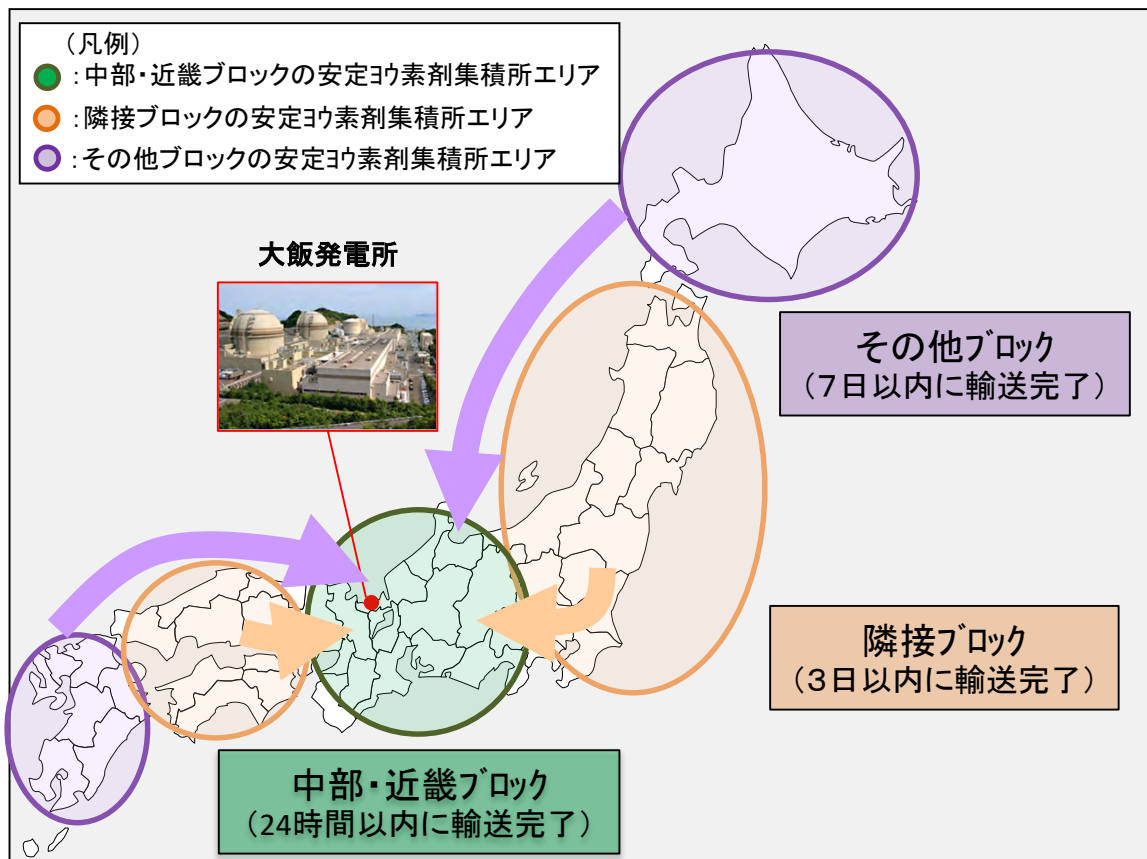 （凡例）
：中部・近畿ブロックの安定ﾖｳ素剤集積所エリア
：隣接ブロックの安定ﾖｳ素剤集積所エリア
：その他ブロックの安定ﾖｳ素剤集積所エリア
大飯発電所
その他ブロック
（７日以内に輸送完了）
隣接ブロック
（３日以内に輸送完了）
中部・近畿ブロック
（24時間以内に輸送完了）